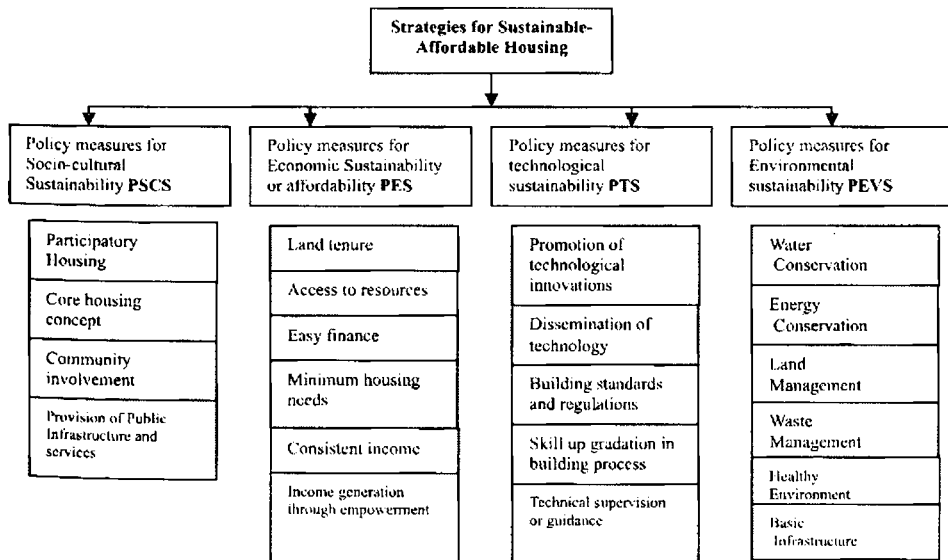 Strategies for Sustainable-
Affordable Housing
Policy measures for
Socio-cultural
Sustainability PSCS
Policy measures for
Economic Sustainability
or affordability PES
Policy measures for
technological
sustainability PTS
Policy measures for
Environmental
sustainability PEVS
Participatory
Housing
Core housing
concept
Community
involvement
Provision of Public
Infrastructure and
services
Land tenure
Access to resources
Easy finance
Minimum housing
needs
Consistent income
Income generation
through empowerment
Promotion of
technological
innovations
Dissemination of
technology
Building standards
and regulations
Skill up gradation in
building process
Technical supervision
or guidance
Water
Conservation
Energy
Conservation
Land
Management
Waste
Management
Healthy
Environment
Basic
Infrastructure